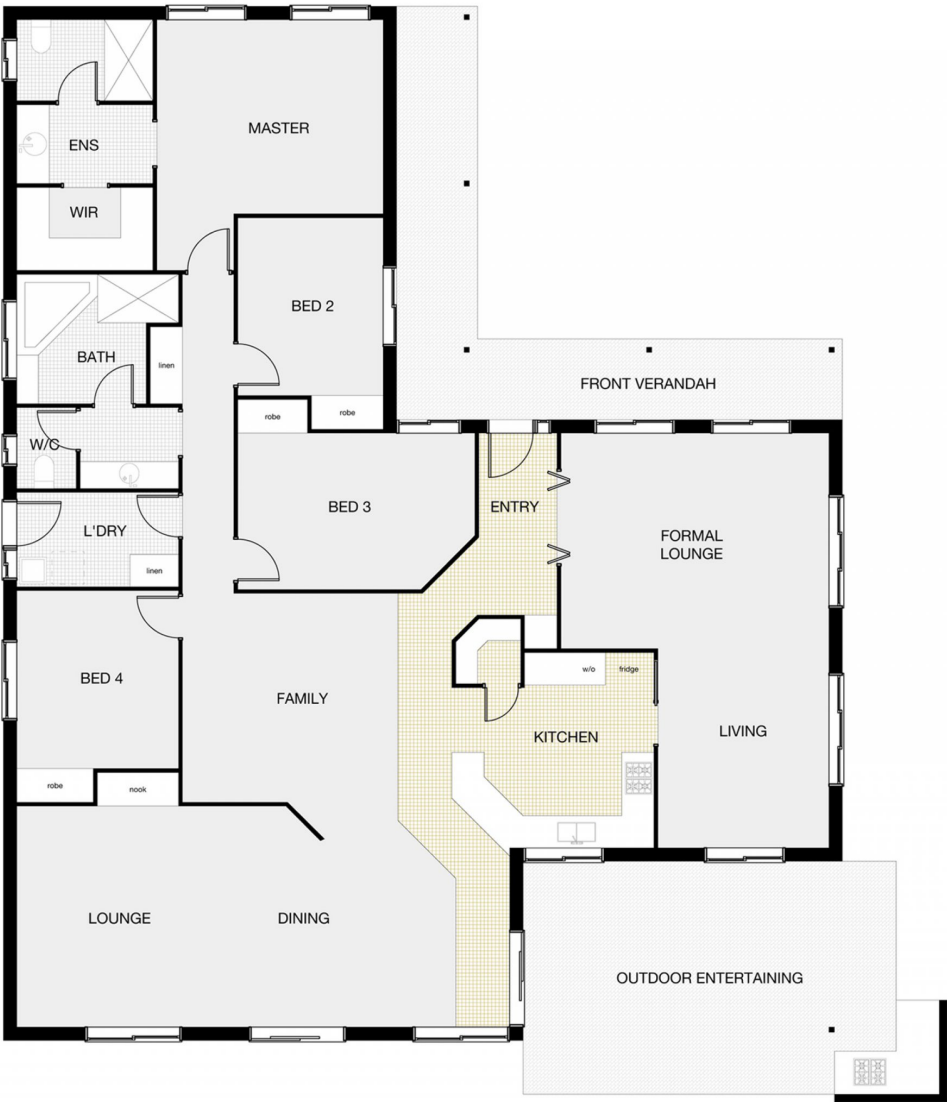 MASTER
ENS
WIR
BED 2
BATH
linen
FRONT VERANDAH
robe
robe
W/C
BED 3
ENTRY
L'DRY
FORMAL
LOUNGE
linen
BED 4
FAMILY
w/o
fridge
KITCHEN
LIVING
robe
nook
LOUNGE
DINING
OUTDOOR ENTERTAINING